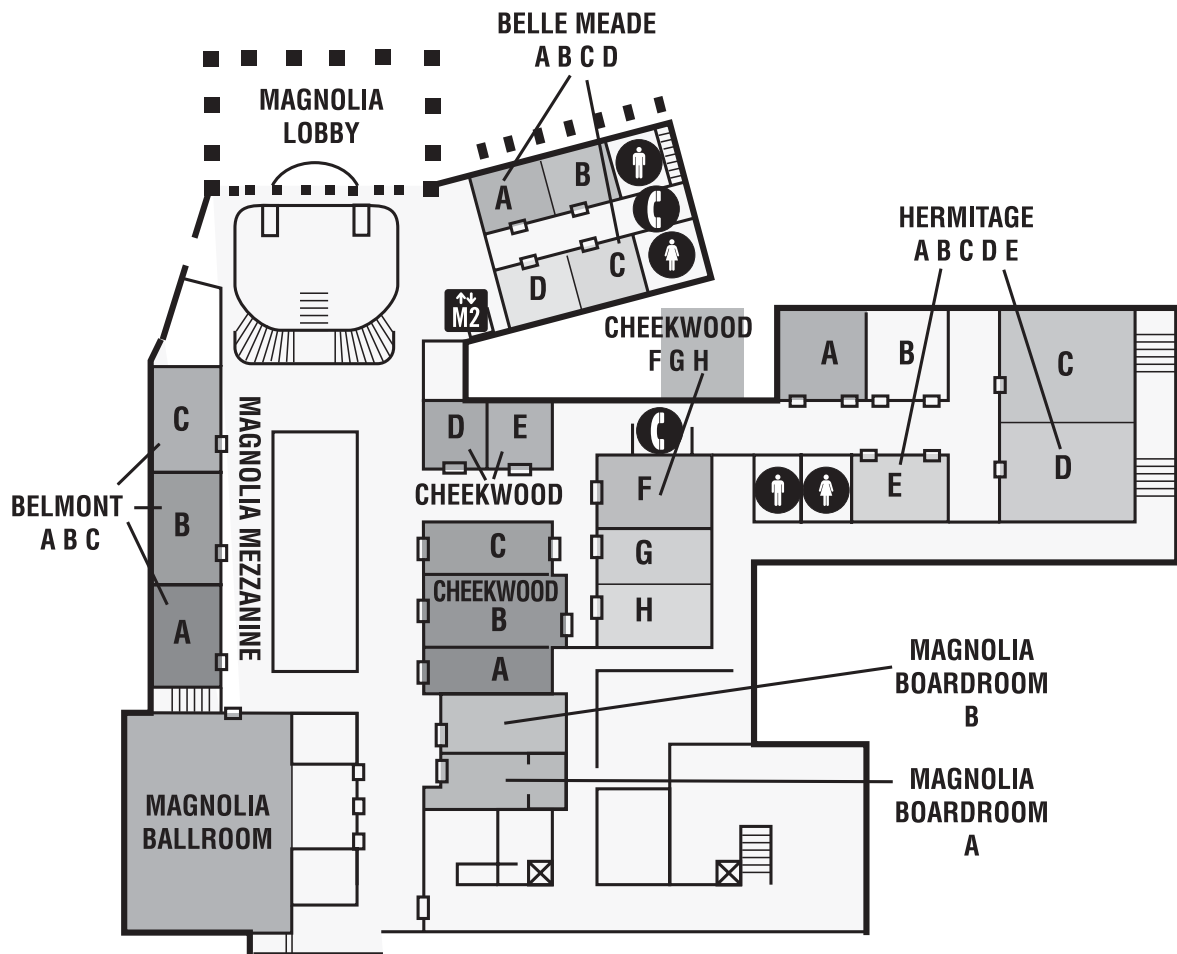 BELLE MEADE
A B C D
MAGNOLIA
LOBBY
A
B
C
D
M2
HERMITAGE
A B C D E
CHEEKWOOD
F G H
A
B
C
D
E
C
B
A
BELMONT
A B C
MAGNOLIA MEZZANINE
D
E
CHEEKWOOD
C
CHEEKWOOD
B
A
F
G
H
MAGNOLIA
BOARDROOM
B
MAGNOLIA
BOARDROOM
A
MAGNOLIA
BALLROOM